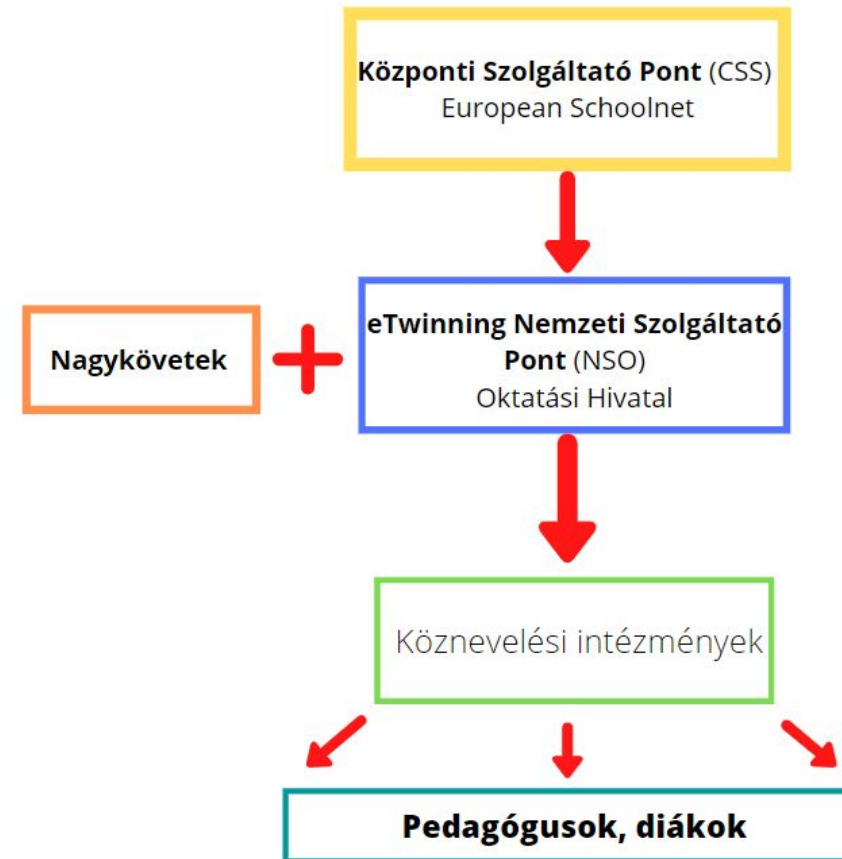 Központi Szolgáltató Pont (CSS)
European Schoolnet
Nagykövetek
eTwinning Nemzeti Szolgáltató
Pont (NSO)
Oktatási Hivatal
Köznevelési intézmények
Pedagógusok, diákok